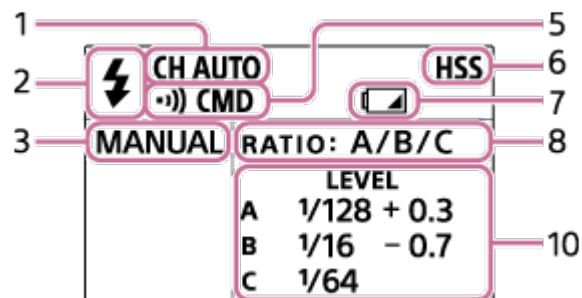 1
5
2
CH AUTO
HSS
6
CMD
7
3
MANUAL
RATIO: A/B/C
8
LEVEL
A 1/128 + 0.3
B 1/16 − 0.7
10
C 1/64